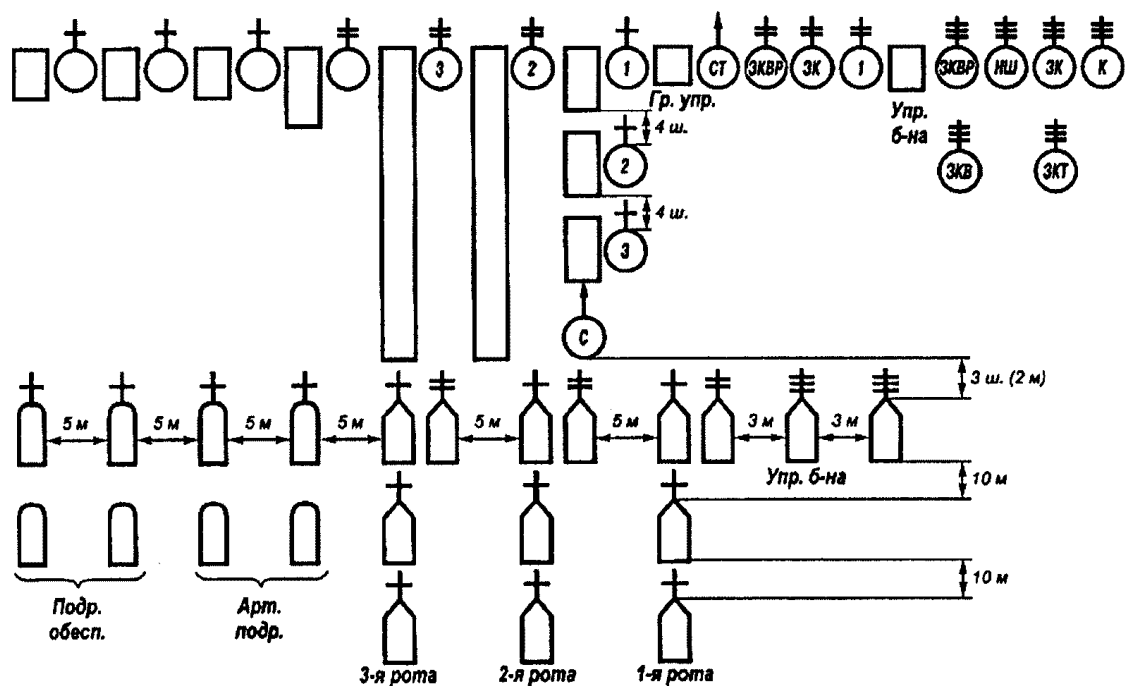 3 2 1 СТ ЗКВР ЗК 1 ЗКВР НШ ЗК К
Гр. упр.
Упр.
б-на
4 ш.
2
ЗКВ ЗКТ
4 ш.
3
С
3 ш. (2 м)
5 м 5 м 5 м 5 м 5 м 5 м 3 м 3 м
Упр. б-на
10 м
10 м
Подр.
обесп.
Арт.
подр.
3-я рота 2-я рота 1-я рота